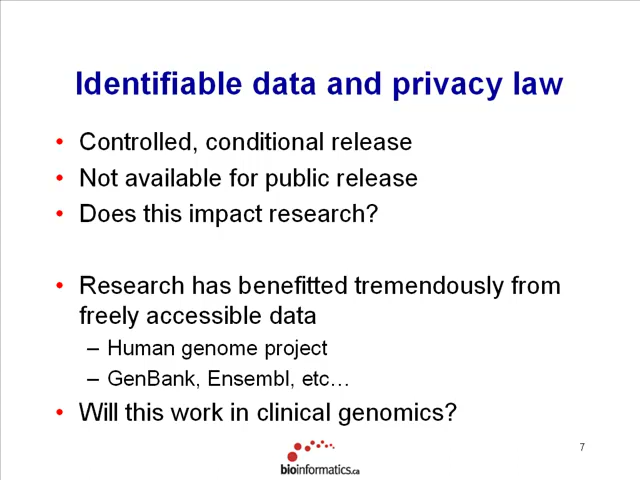 Identifiable data and privacy law
• Controlled, conditional release
• Not available for public release
• Does this impact research?
• Research has benefitted tremendously from
freely accessible data
– Human genome project
– GenBank, Ensembl, etc…
• Will this work in clinical genomics?
bioinformatics.ca
7